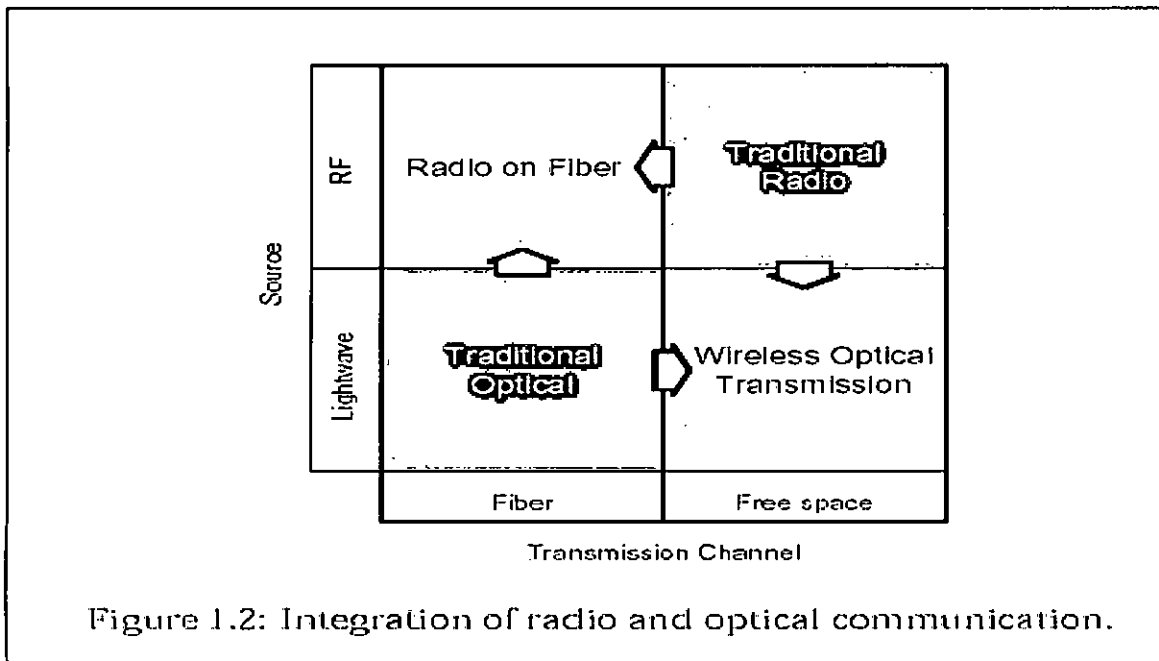 RF
Radio on Fiber
Traditional
Radio
Source
Lightwave
Traditional
Optical
Wireless Optical
Transmission
Fiber
Free space
Transmission Channel
Figure 1.2: Integration of radio and optical communication.